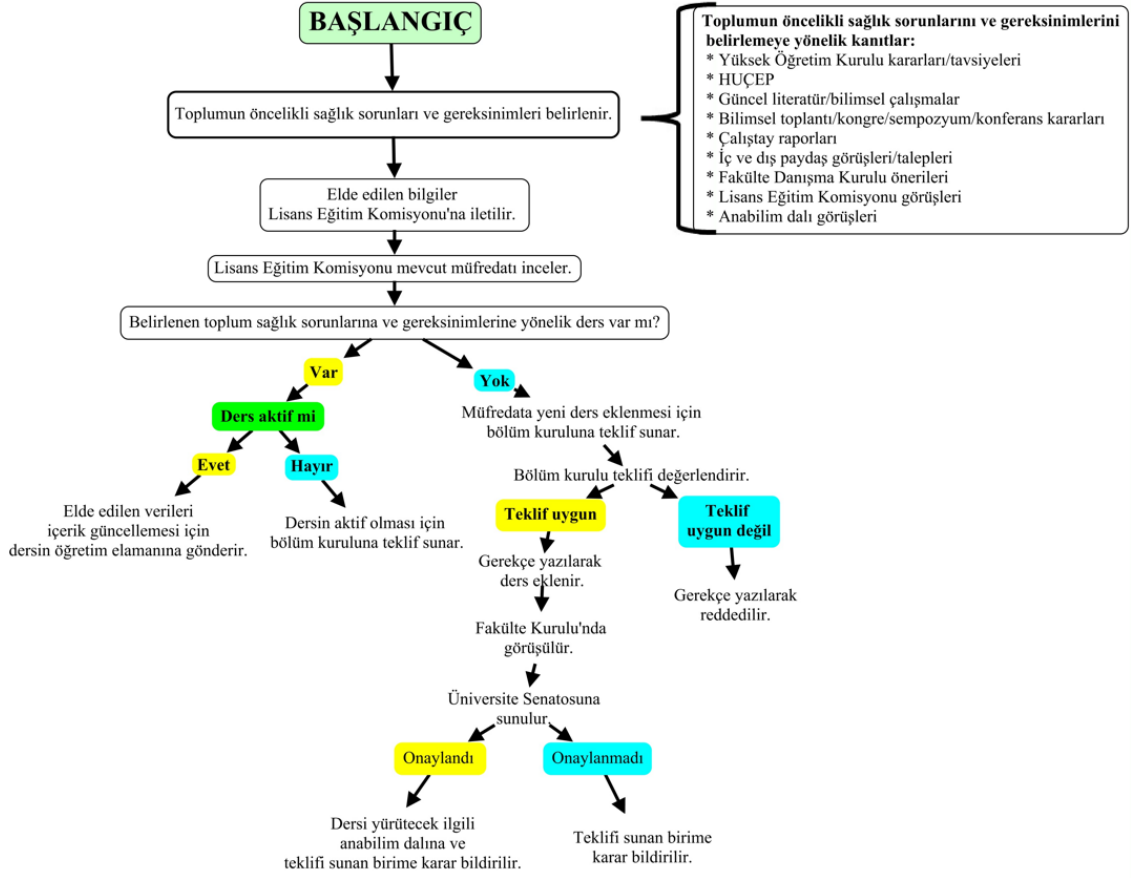 BAŞLANGIÇ
Toplumun öncelikli sağlık sorunlarını ve gereksinimlerini
belirlemeye yönelik kanıtlar:
* Yüksek Öğretim Kurulu kararları/tavsiyeleri
* HUÇEP
* Güncel literatür/bilimsel çalışmalar
* Bilimsel toplantı/kongre/sempozyum/konferans kararları
* Çalıştay raporları
* İç ve dış paydaş görüşleri/talepleri
* Fakülte Danışma Kurulu önerileri
* Lisans Eğitim Komisyonu görüşleri
* Anabilim dalı görüşleri
Toplumun öncelikli sağlık sorunları ve gereksinimleri belirlenir.
Elde edilen bilgiler
Lisans Eğitim Komisyonu'na iletilir.
Lisans Eğitim Komisyonu mevcut müfredatı inceler.
Belirlenen toplum sağlık sorunlarına ve gereksinimlerine yönelik ders var mı?
Var
Yok
Ders aktif mi
Müfredata yeni ders eklenmesi için
bölüm kuruluna teklif sunar.
Evet
Hayır
Bölüm kurulu teklifi değerlendirir.
Elde edilen verileri
içerik güncellemesi için
dersin öğretim elamanına gönderir.
Dersin aktif olması için
bölüm kuruluna teklif sunar.
Teklif uygun
Teklif
uygun değil
Gerekçe yazılarak
ders eklenir.
Gerekçe yazılarak
reddedilir.
Fakülte Kurulu'nda
görüşülür.
Üniversite Senatosuna
sunulur.
Onaylandı
Onaylanmadı
Dersi yürütecek ilgili
anabilim dalına ve
teklifi sunan birime karar bildirilir.
Teklifi sunan birime
karar bildirilir.